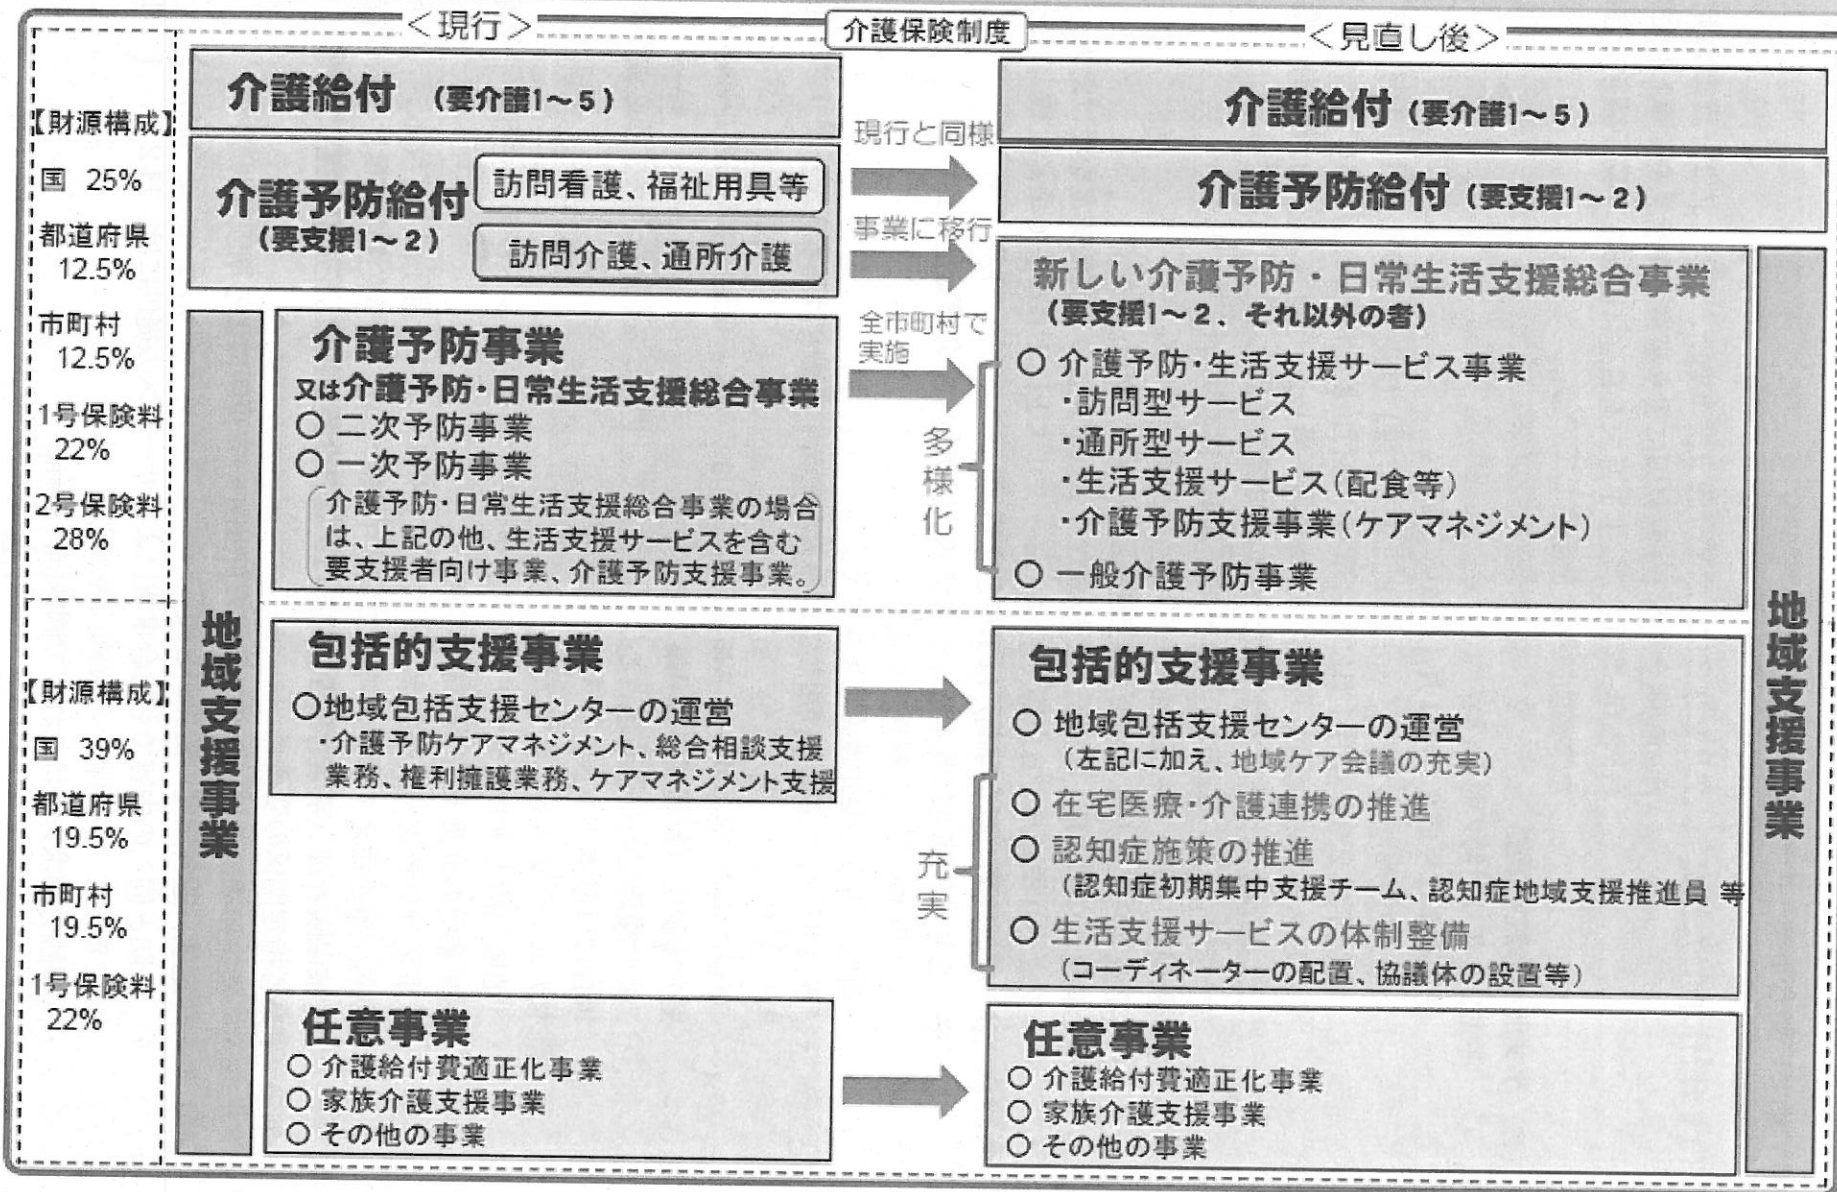 ＜現行＞
介護保険制度
＜見直し後＞
【財源構成】
国 25%
都道府県
12.5%
市町村
12.5%
1号保険料
22%
2号保険料
28%
【財源構成】
国 39%
都道府県
19.5%
市町村
19.5%
1号保険料
22%
介護給付 （要介護1～5）
介護予防給付
（要支援1～2）
訪問看護、福祉用具等
訪問介護、通所介護
地域支援事業
介護予防事業
又は介護予防・日常生活支援総合事業
○ 二次予防事業
○ 一次予防事業
介護予防・日常生活支援総合事業の場合
は、上記の他、生活支援サービスを含む
要支援者向け事業、介護予防支援事業。
包括的支援事業
○地域包括支援センターの運営
・介護予防ケアマネジメント、総合相談支援
業務、権利擁護業務、ケアマネジメント支援
任意事業
○ 介護給付費適正化事業
○ 家族介護支援事業
○ その他の事業
現行と同様
事業に移行
全市町村で
実施
多様化
充実
介護給付（要介護1～5）
介護予防給付（要支援1～2）
新しい介護予防・日常生活支援総合事業
（要支援1～2、それ以外の者）
○ 介護予防・生活支援サービス事業
・訪問型サービス
・通所型サービス
・生活支援サービス（配食等）
・介護予防支援事業（ケアマネジメント）
○ 一般介護予防事業
包括的支援事業
○ 地域包括支援センターの運営
（左記に加え、地域ケア会議の充実）
○ 在宅医療・介護連携の推進
○ 認知症施策の推進
（認知症初期集中支援チーム、認知症地域支援推進員 等
○ 生活支援サービスの体制整備
（コーディネーターの配置、協議体の設置等）
任意事業
○ 介護給付費適正化事業
○ 家族介護支援事業
○ その他の事業
地域支援事業